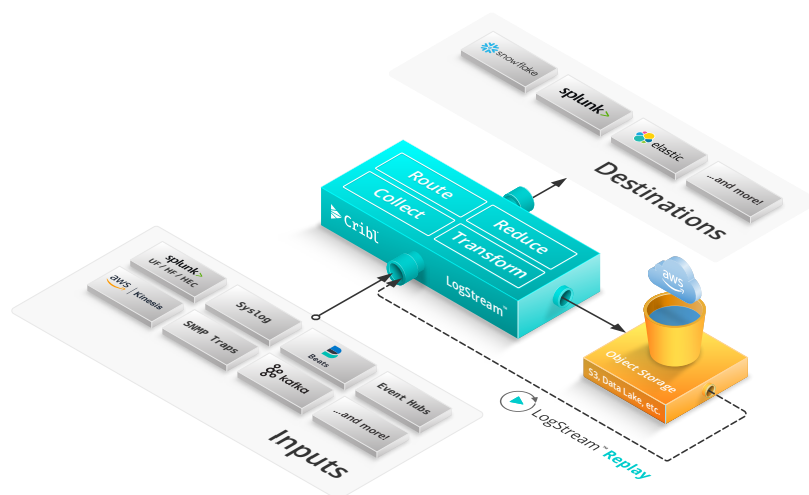 snowflake
splunk>
elastic
...and more!
Destinations
Route
Reduce
Collect
Transform
Cribl
LogStream™
aws
Object Storage
S3, Data Lake, etc.
splunk>
UF / HF / HEC
aws | Kinesis
Syslog
SNMP Traps
Beats
kafka
Event Hubs
...and more!
Inputs
LogStream™ Replay